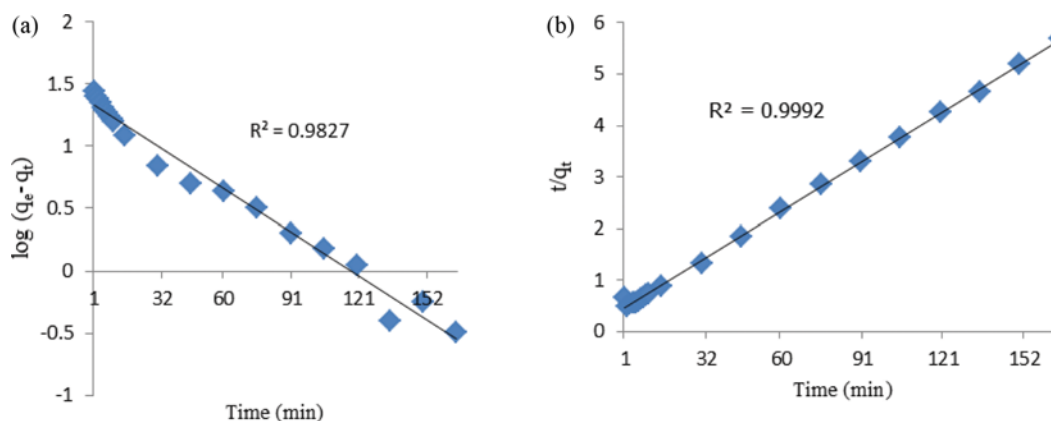 (a)
2
1.5
1
0.5
0
-0.5
-1
log (qₑ-qₜ)
R² = 0.9827
1 32 60 91 121 152
Time (min)
(b)
6
5
4
3
2
1
0
t/qₜ
R² = 0.9992
1 32 60 91 121 152
Time (min)